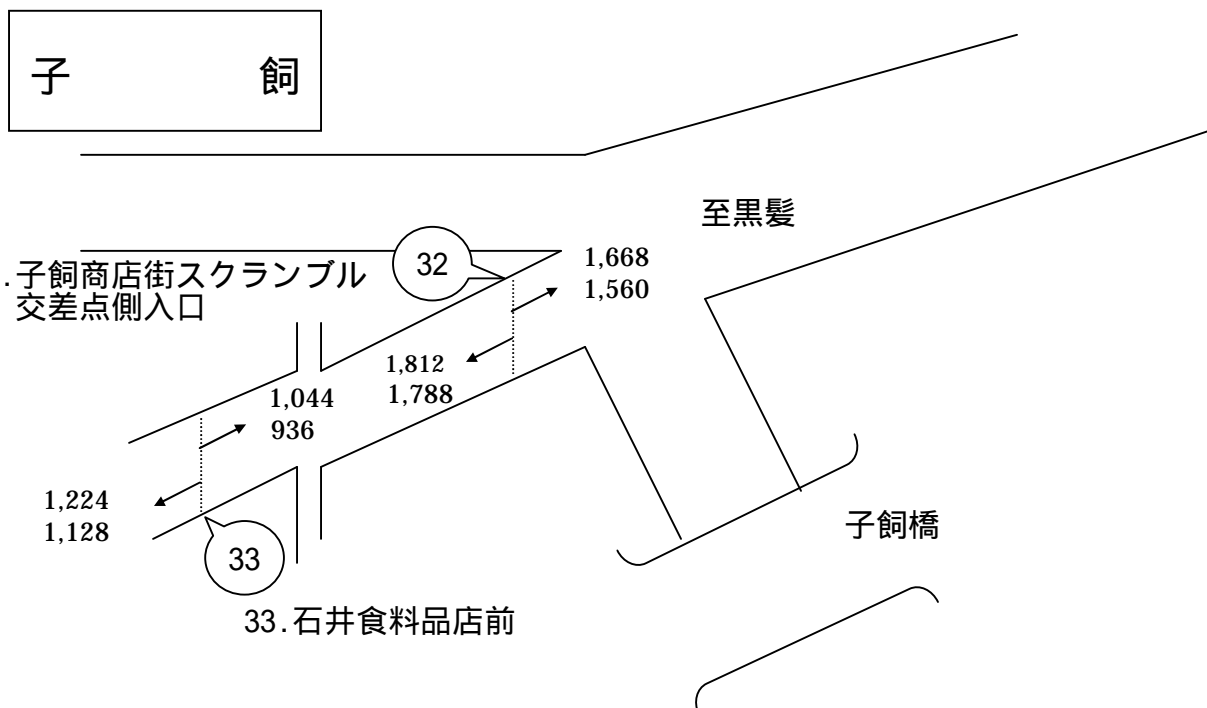 子　飼
至黒髪
32
1,668
1,560
.子飼商店街スクランブル
交差点側入口
1,812
1,788
1,044
936
1,224
1,128
33
子飼橋
33.石井食料品店前